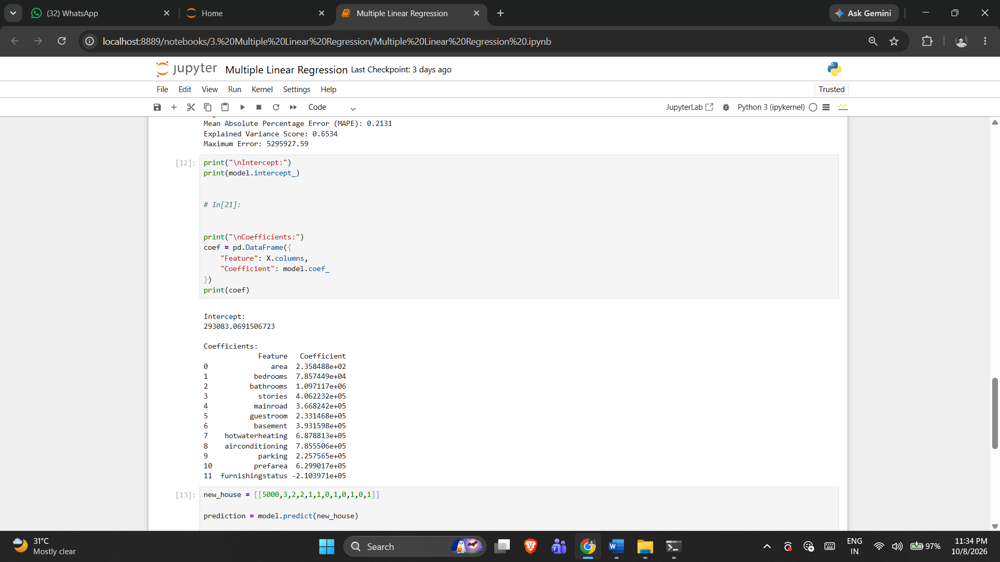 (32) WhatsApp
Home
Multiple Linear Regression
Ask Gemini
localhost:8889/notebooks/3.%20Multiple%20Linear%20Regression/Multiple%20Linear%20Regression%20.ipynb
jupyter Multiple Linear Regression Last Checkpoint: 3 days ago
File Edit View Run Kernel Settings Help
Trusted
Code
JupyterLab
Python 3 (ipykernel)
Mean Absolute Percentage Error (MAPE): 0.2131
Explained Variance Score: 0.6534
Maximum Error: 5295927.59
[12]:
print("\nIntercept:")
print(model.intercept_)
# In[21]:
print("\nCoefficients:")
coef = pd.DataFrame({
    "Feature": X.columns,
    "Coefficient": model.coef_
})
print(coef)
Intercept:
293083.0691506723
Coefficients:
Feature Coefficient
0 area 2.358488e+02
1 bedrooms 7.857449e+04
2 bathrooms 1.097117e+06
3 stories 4.062232e+05
4 mainroad 3.668242e+05
5 guestroom 2.331468e+05
6 basement 3.931598e+05
7 hotwaterheating 6.878813e+05
8 airconditioning 7.855506e+05
9 parking 2.257565e+05
10 prefarea 6.299017e+05
11 furnishingstatus -2.103971e+05
[13]:
new_house = [[5000,3,2,2,1,1,0,1,0,1,0,1]]
prediction = model.predict(new_house)
31°C
Mostly clear
Search
ENG
IN
97%
11:34 PM
10/8/2026